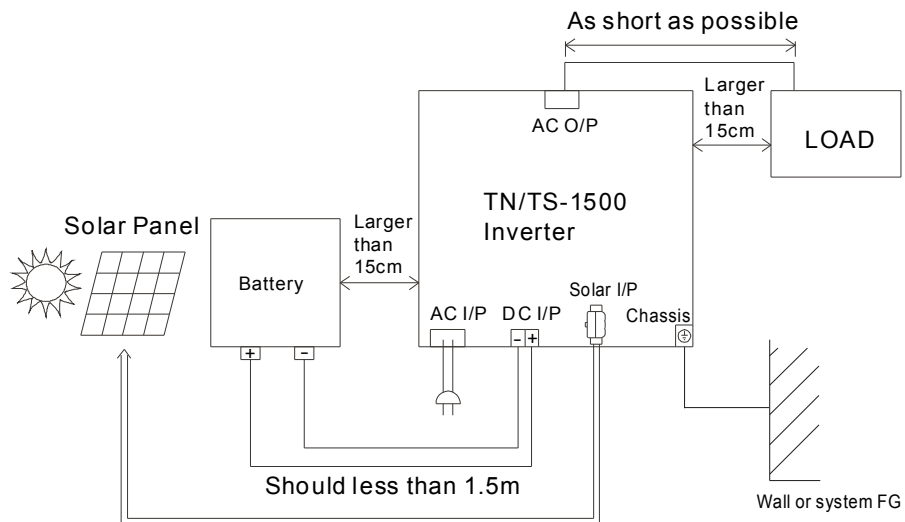 As short as possible
AC O/P
Larger
than
15cm
LOAD
TN/TS-1500
Inverter
Solar Panel
Larger
than
15cm
Battery
Solar I/P
AC I/P
DC I/P
Chassis
+
-
-
+
Should less than 1.5m
Wall or system FG